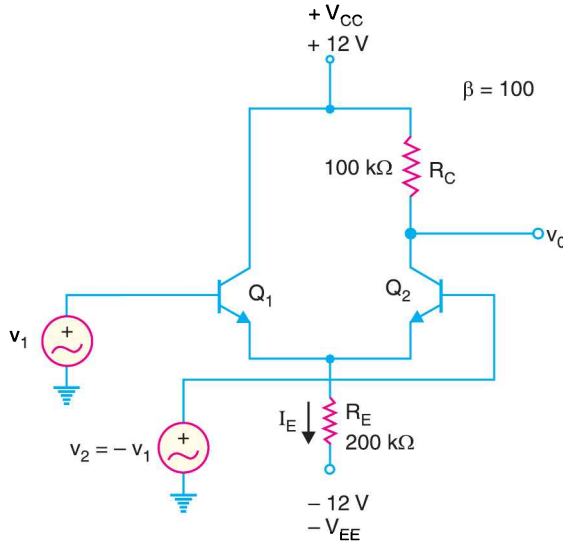 + V_CC
+ 12 V
β = 100
100 kΩ R_C
v_0
Q_1 Q_2
v_1
I_E R_E
200 kΩ
v_2 = – v_1
– 12 V
– V_EE